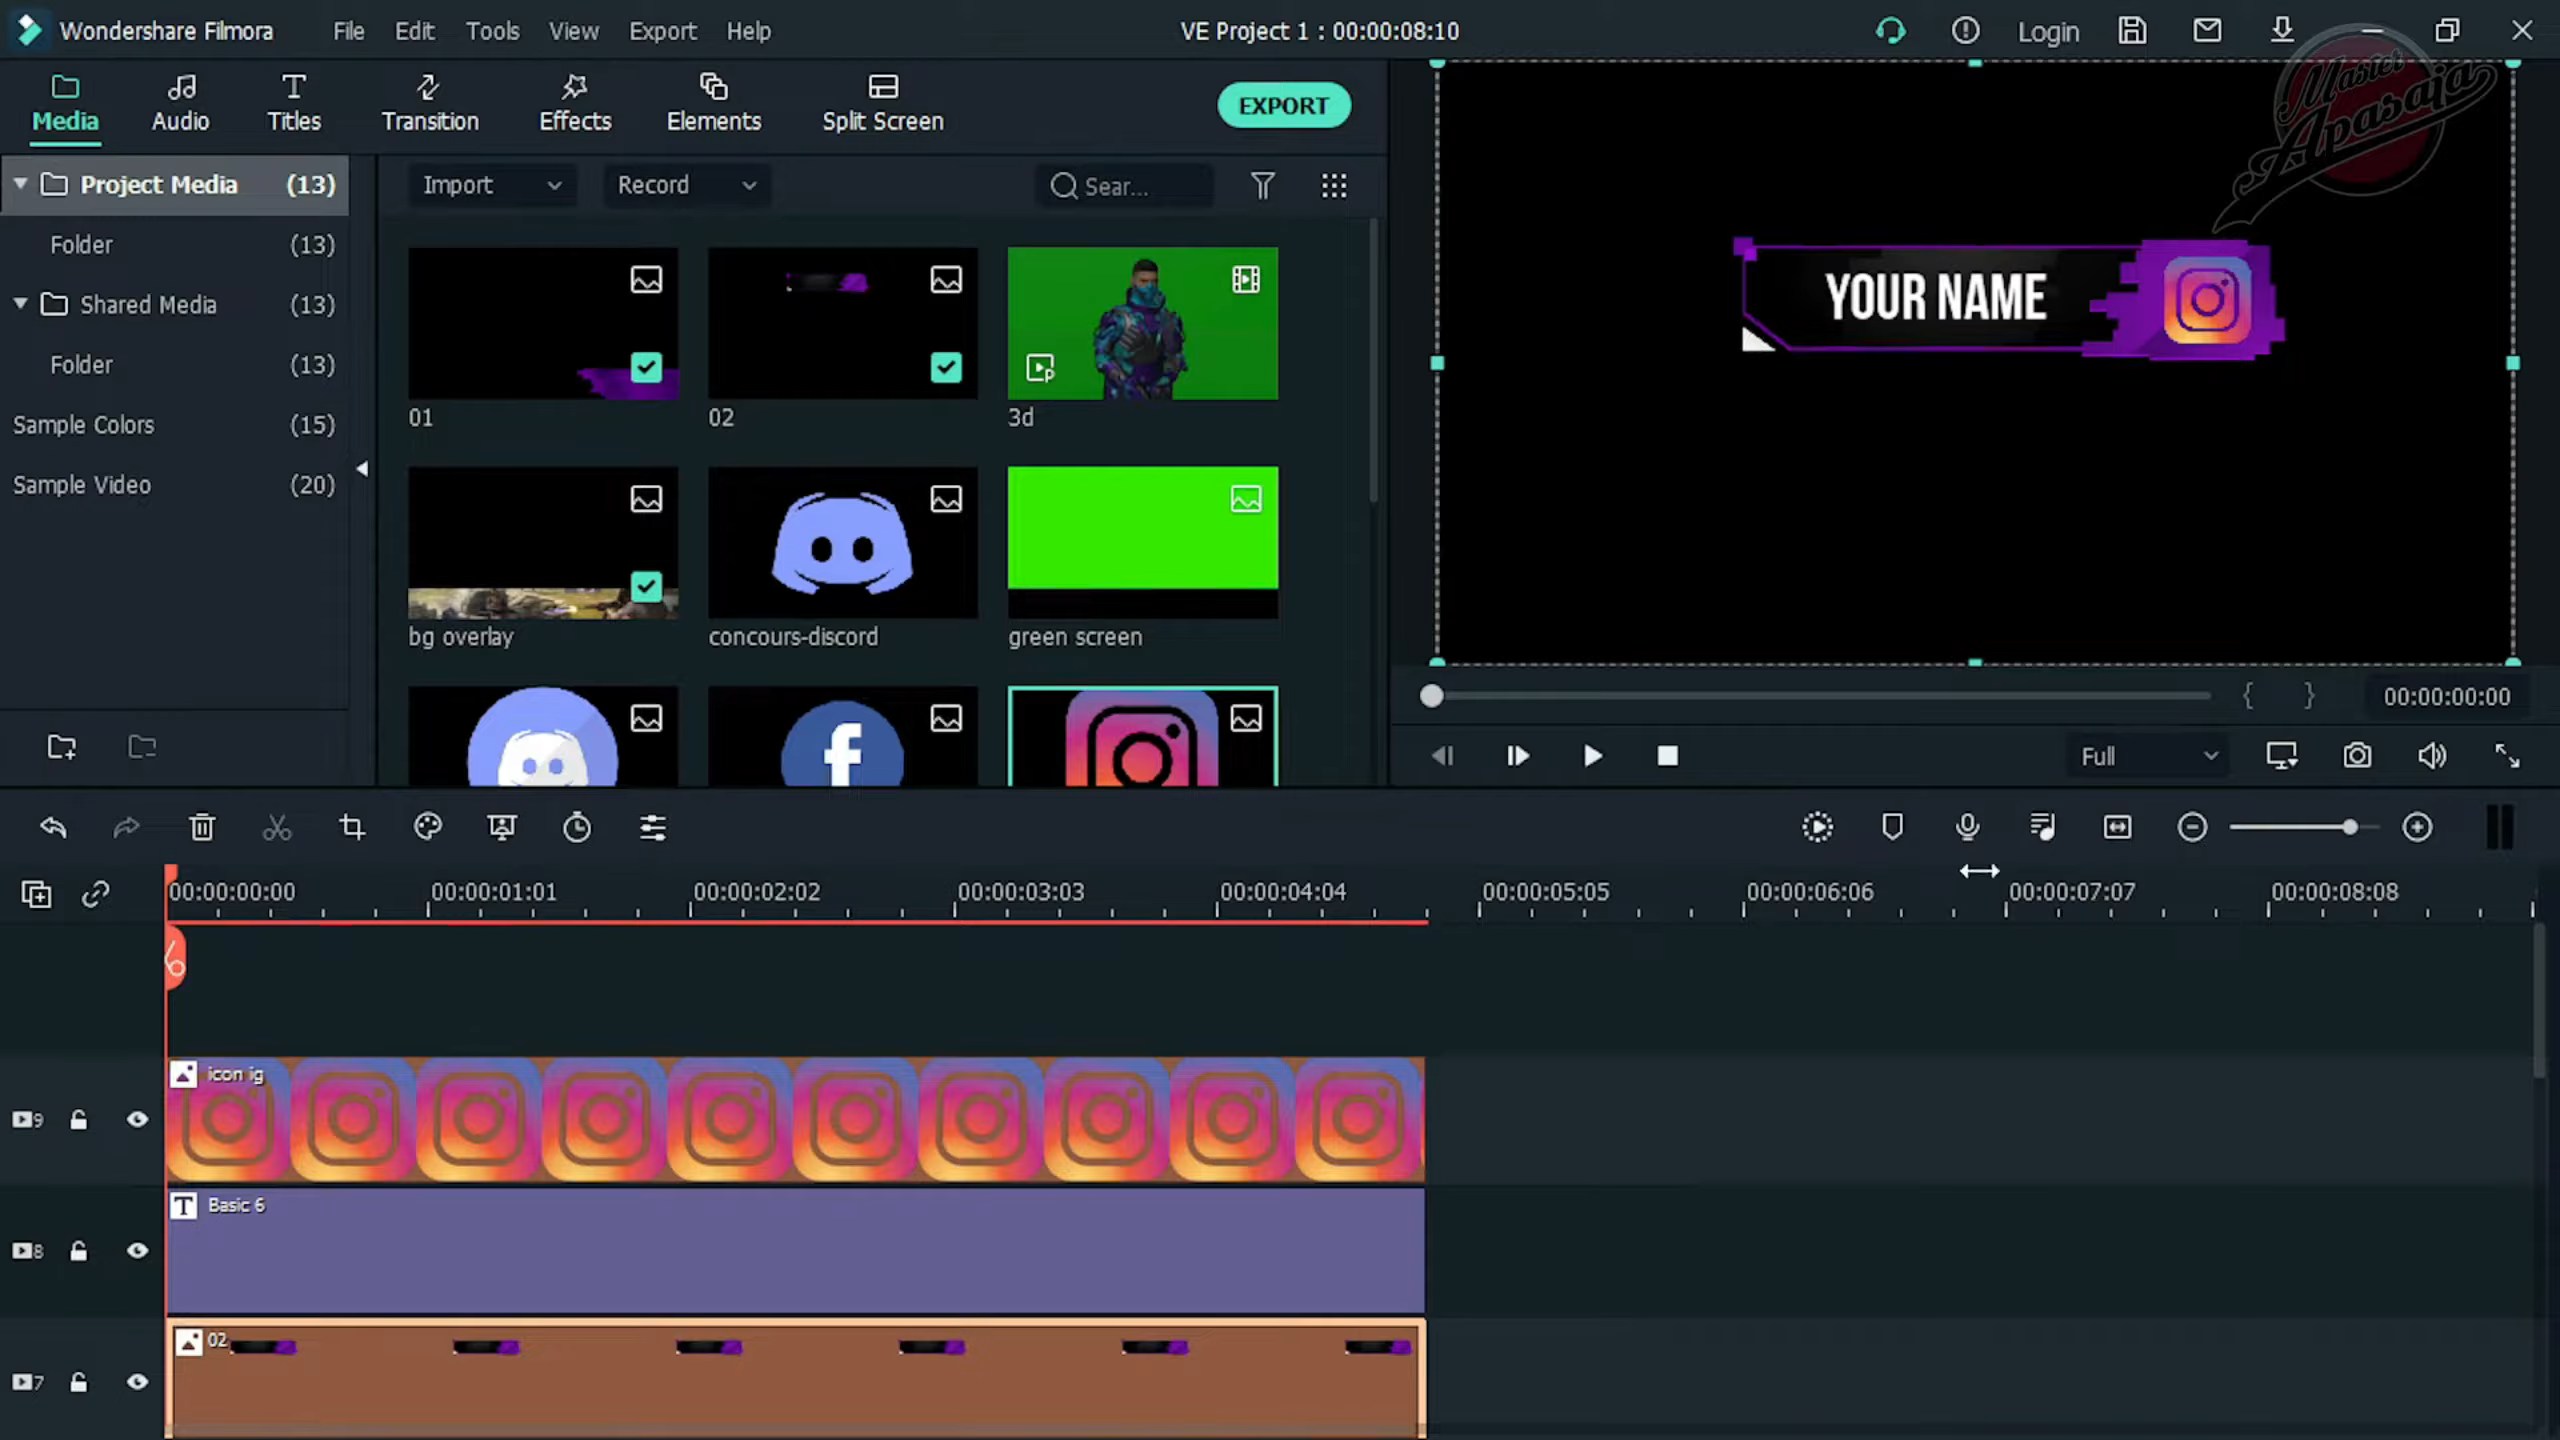 Wondershare Filmora File Edit Tools View Export Help VE Project 1 : 00:00:08:10 Login
Media Audio Titles Transition Effects Elements Split Screen EXPORT
Master
Apasaja
Project Media (13)
Folder (13)
Shared Media (13)
Folder (13)
Sample Colors (15)
Sample Video (20)
Import Record Sear...
01 02 3d
bg overlay concours-discord green screen
YOUR NAME
00:00:00:00
Full
00:00:00:00 00:00:01:01 00:00:02:02 00:00:03:03 00:00:04:04 00:00:05:05 00:00:06:06 00:00:07:07 00:00:08:08
icon ig
9
Basic 6
8
02
7